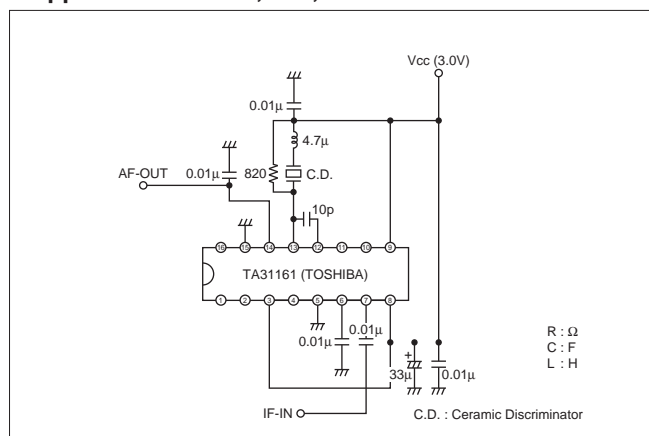 Vcc (3.0V)
0.01μ
4.7μ
0.01μ
820
C.D.
AF-OUT
10p
16 15 14 13 12 11 10 9
TA31161 (TOSHIBA)
1 2 3 4 5 6 7 8
0.01μ
0.01μ
+
33μ
0.01μ
R : Ω
C : F
L : H
IF-IN
C.D. : Ceramic Discriminator